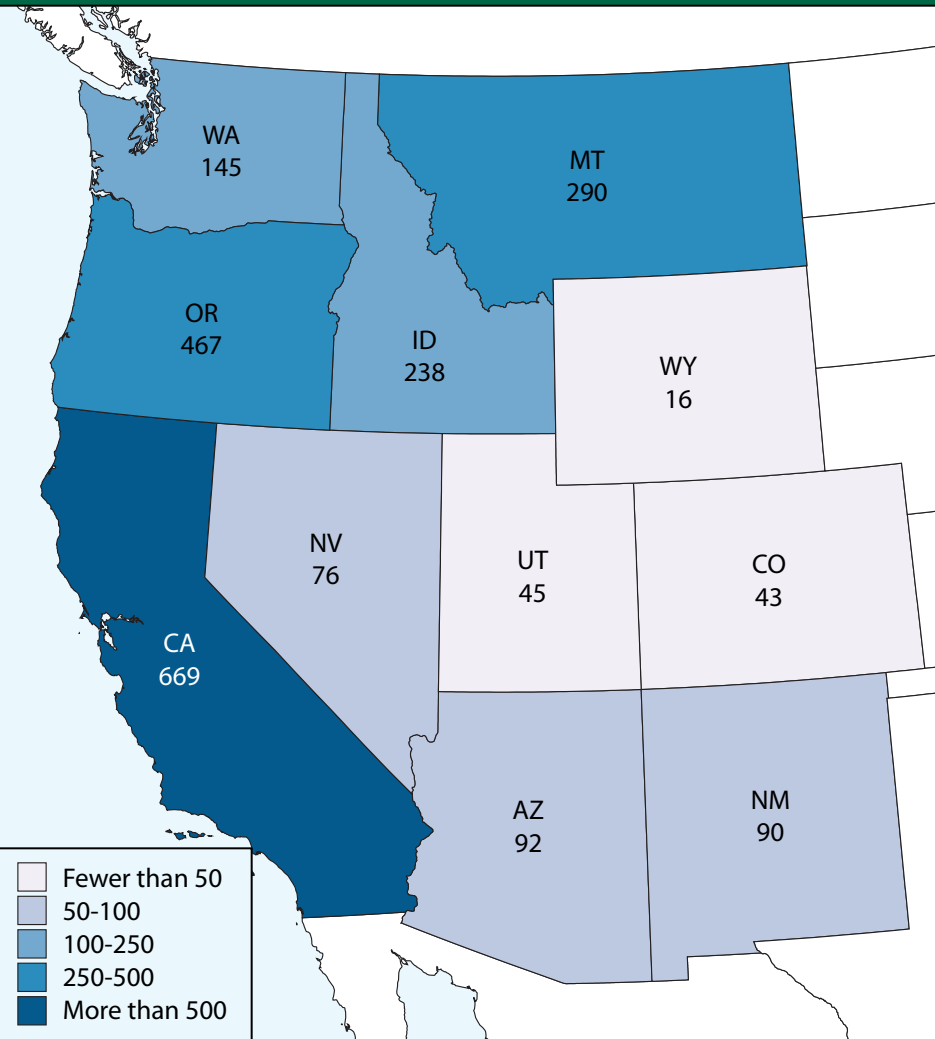 WA
145
MT
290
OR
467
ID
238
WY
16
NV
76
UT
45
CO
43
CA
669
AZ
92
NM
90
Fewer than 50
50-100
100-250
250-500
More than 500